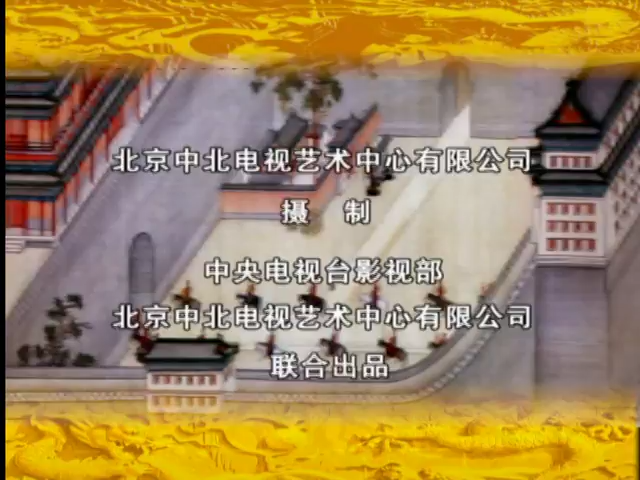 北京中北电视艺术中心有限公司
摄 制
中央电视台影视部
北京中北电视艺术中心有限公司
联合出品